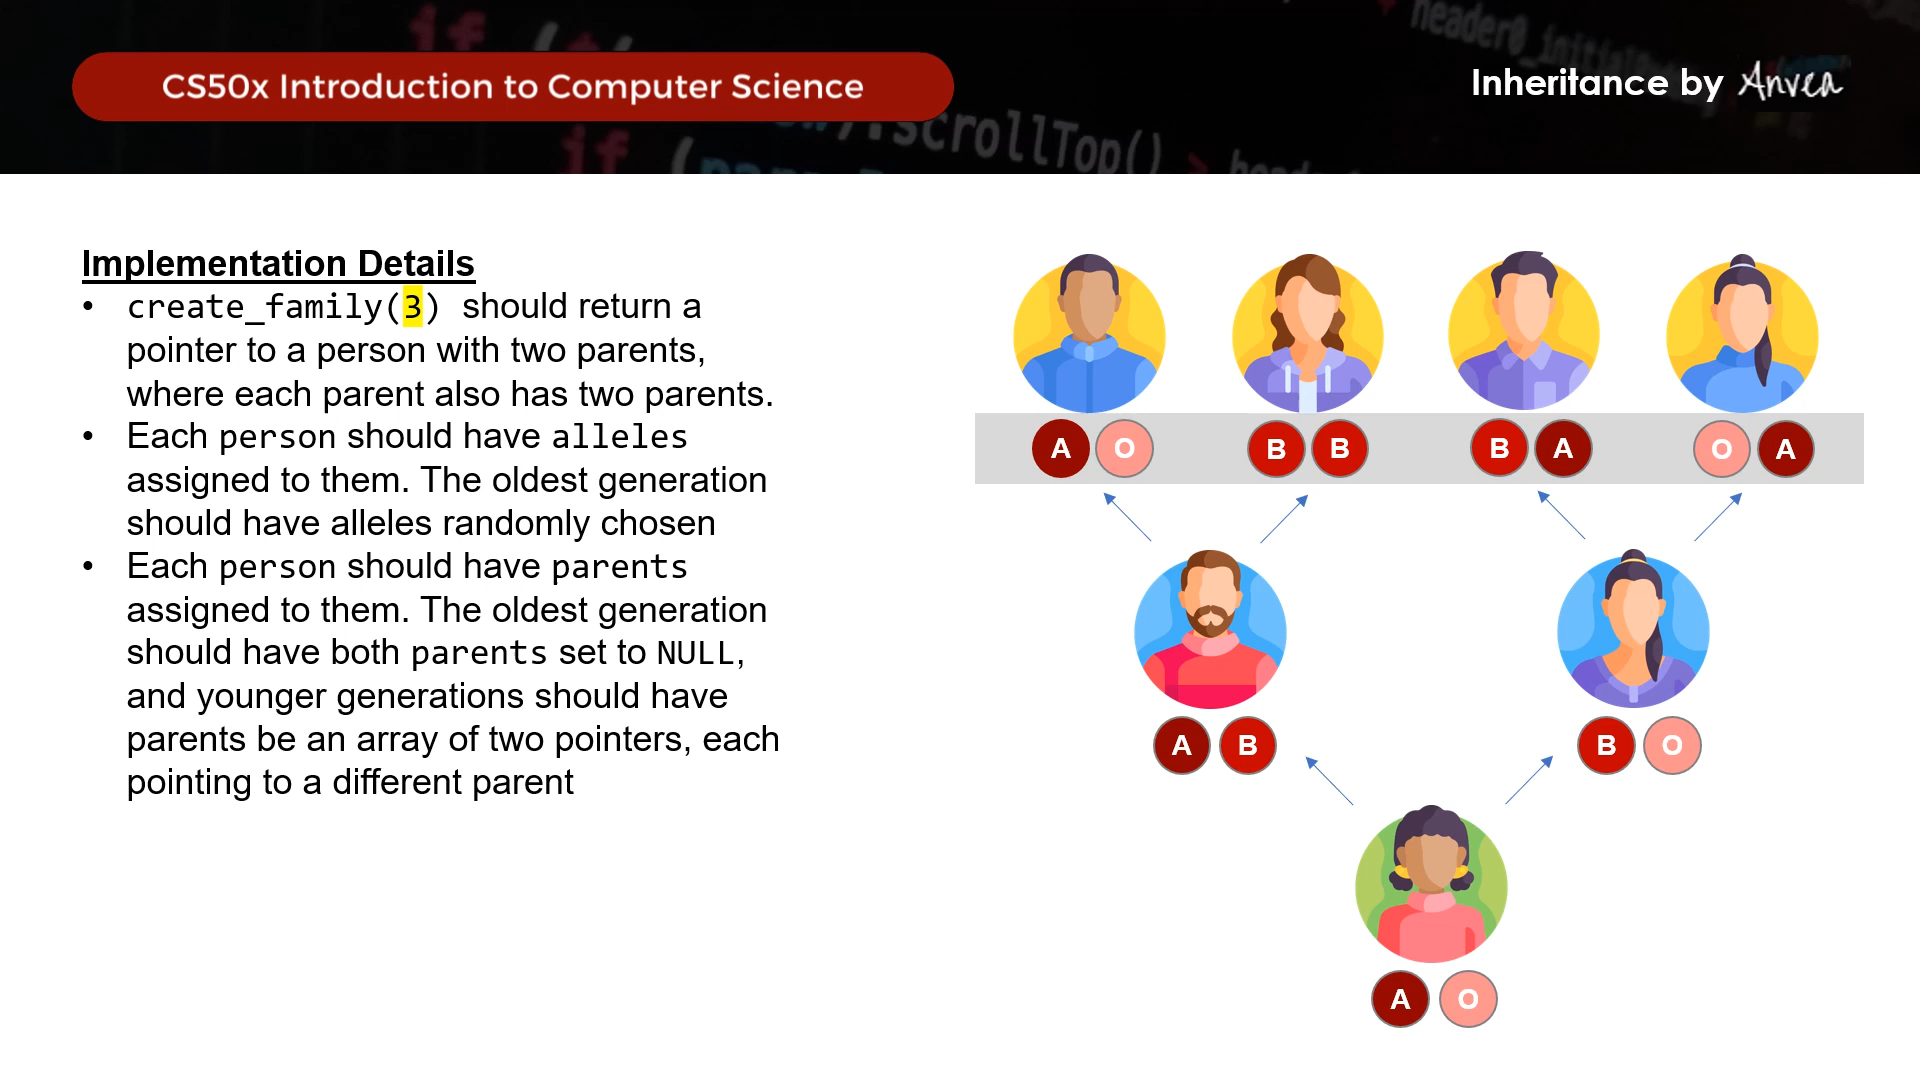 if (t/
header0_initial
CS50x Introduction to Computer Science
Inheritance by Anvea
.scrollTop() >
if (
Implementation Details
• create_family(3) should return a
pointer to a person with two parents,
where each parent also has two parents.
• Each person should have alleles
assigned to them. The oldest generation
should have alleles randomly chosen
• Each person should have parents
assigned to them. The oldest generation
should have both parents set to NULL,
and younger generations should have
parents be an array of two pointers, each
pointing to a different parent
A O B B B A O A
A B B O
A O